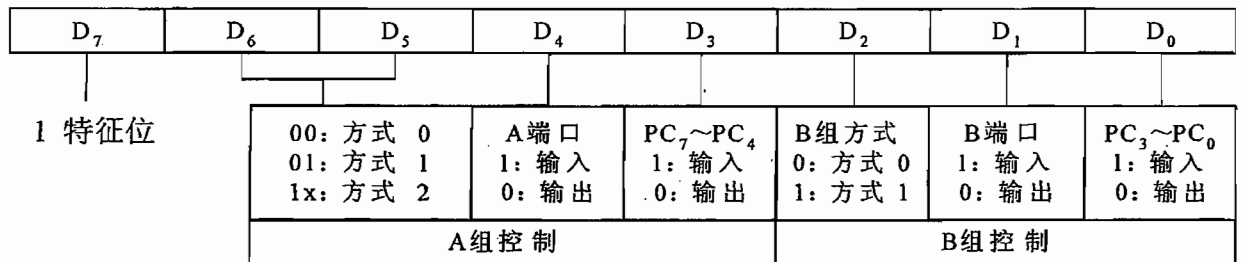 D₇ D₆ D₅ D₄ D₃ D₂ D₁ D₀
1 特征位
00: 方式 0 A端口 PC₇~PC₄ B组方式 B端口 PC₃~PC₀
01: 方式 1 1: 输入 1: 输入 0: 方式 0 1: 输入 1: 输入
1x: 方式 2 0: 输出 0: 输出 1: 方式 1 0: 输出 0: 输出
A组控制 B组控制